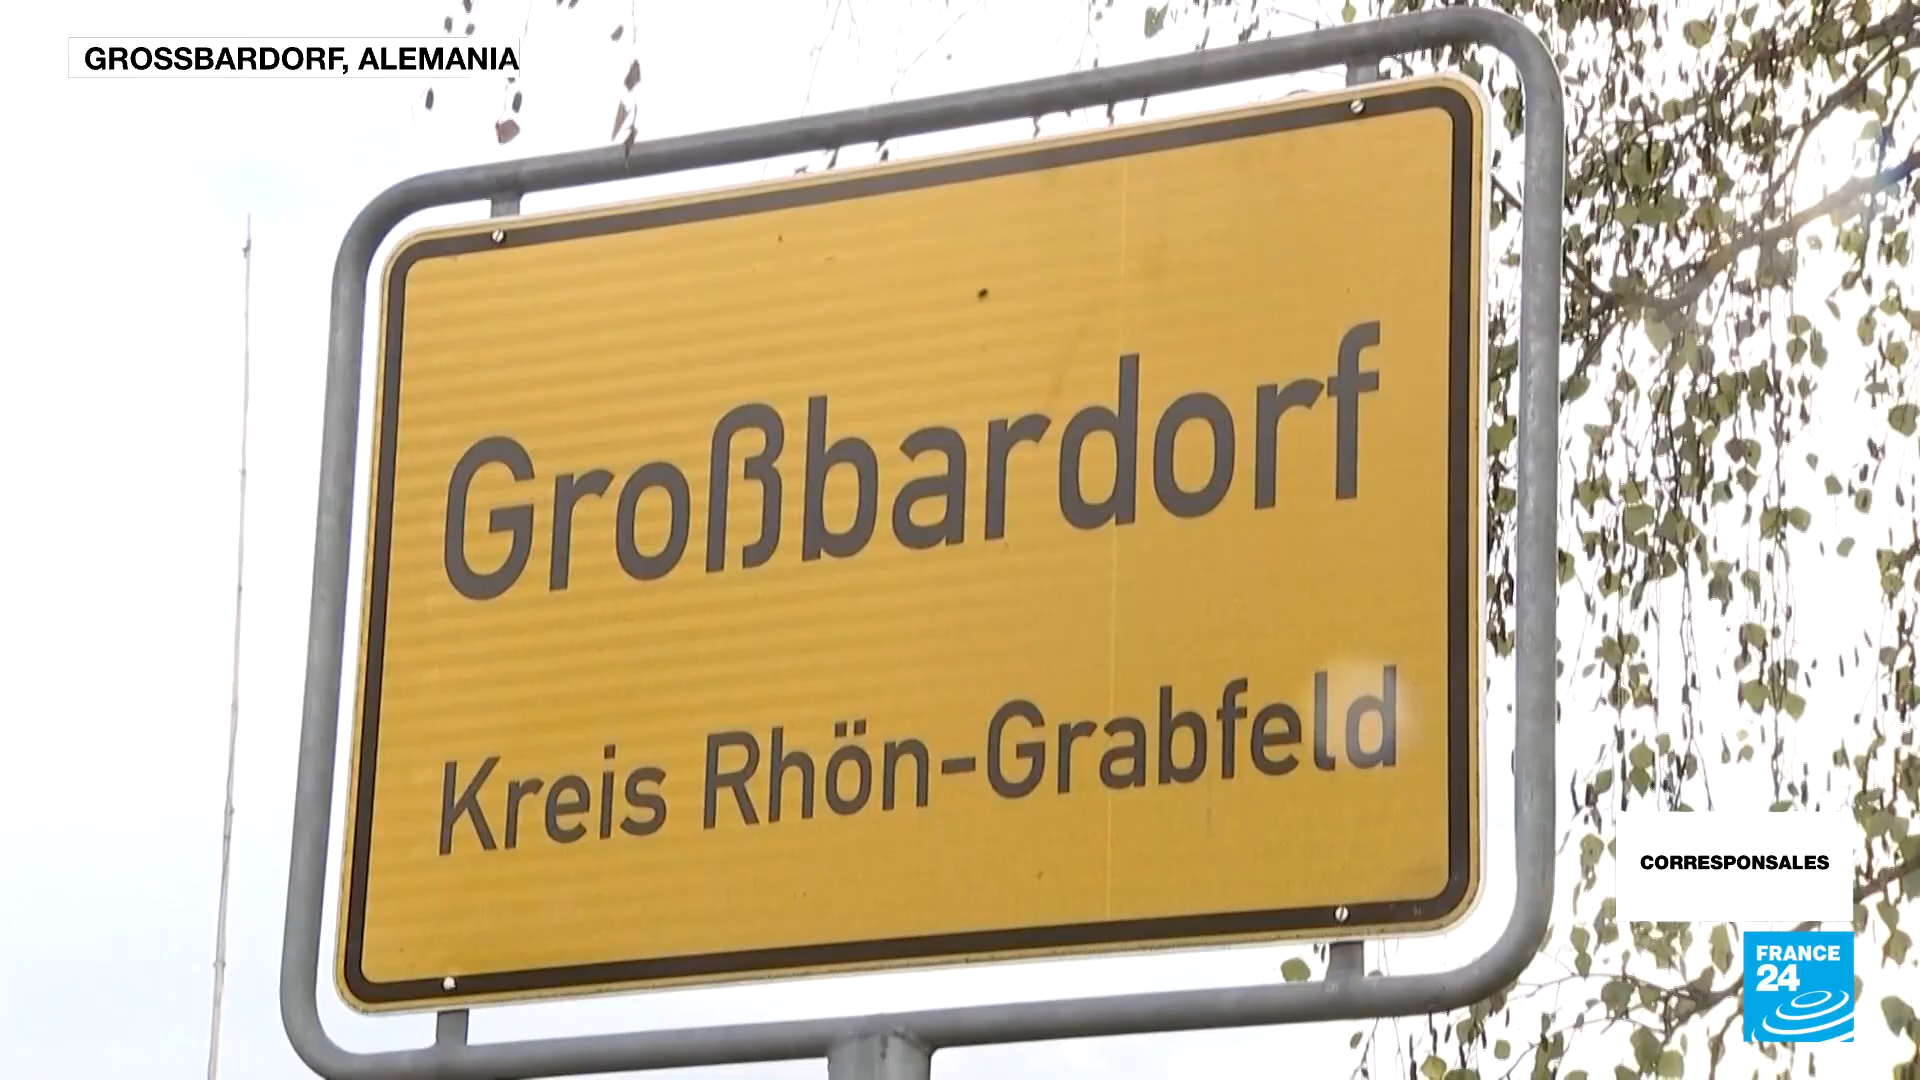 GROSSBARDORF, ALEMANIA
Großbardorf
Kreis Rhön-Grabfeld
CORRESPONSALES
FRANCE
24